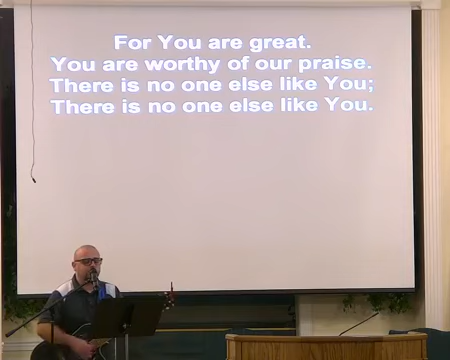 For You are great.
You are worthy of our praise.
There is no one else like You;
There is no one else like You.